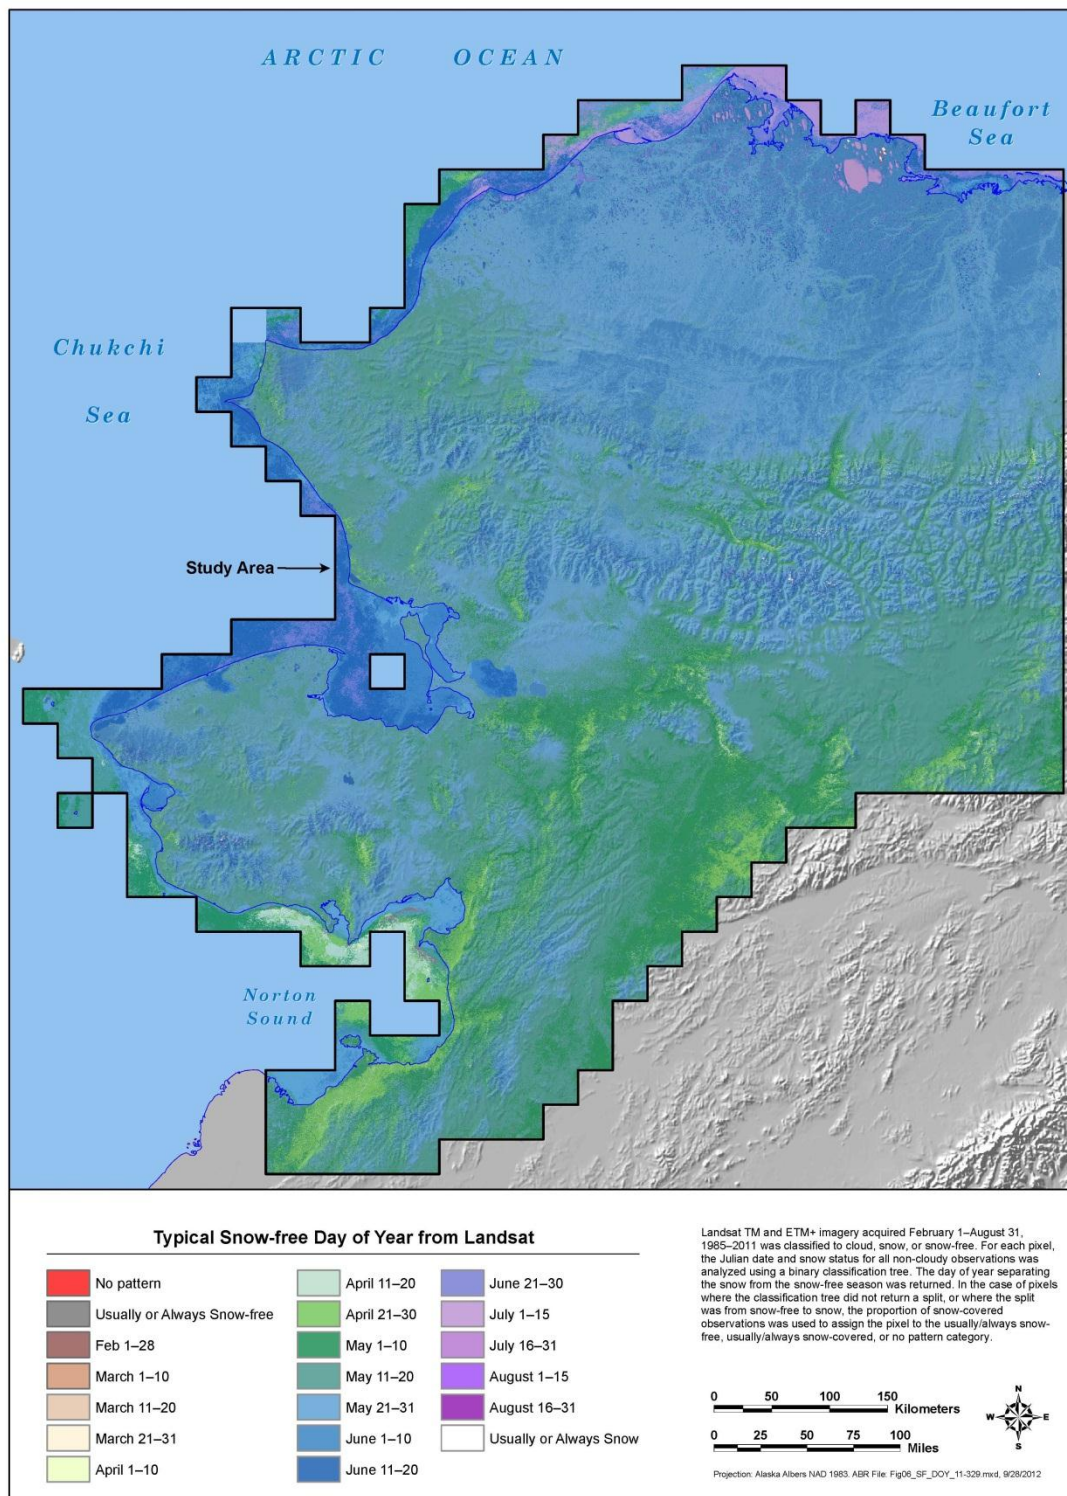 ARCTIC OCEAN
Beaufort
Sea
Chukchi
Sea
Study Area
Norton
Sound
Typical Snow-free Day of Year from Landsat
No pattern
Usually or Always Snow-free
Feb 1–28
March 1–10
March 11–20
March 21–31
April 1–10
April 11–20
April 21–30
May 1–10
May 11–20
May 21–31
June 1–10
June 11–20
June 21–30
July 1–15
July 16–31
August 1–15
August 16–31
Usually or Always Snow
Landsat TM and ETM+ imagery acquired February 1–August 31,
1985–2011 was classified to cloud, snow, or snow-free. For each pixel,
the Julian date and snow status for all non-cloudy observations was
analyzed using a binary classification tree. The day of year separating
the snow from the snow-free season was returned. In the case of pixels
where the classification tree did not return a split, or where the split
was from snow-free to snow, the proportion of snow-covered
observations was used to assign the pixel to the usually/always snow-
free, usually/always snow-covered, or no pattern category.
0 50 100 150
Kilometers
0 25 50 75 100
Miles
N
W E
S
Projection: Alaska Albers NAD 1983. ABR File: Fig06_SF_DOY_11-329.mxd, 9/28/2012